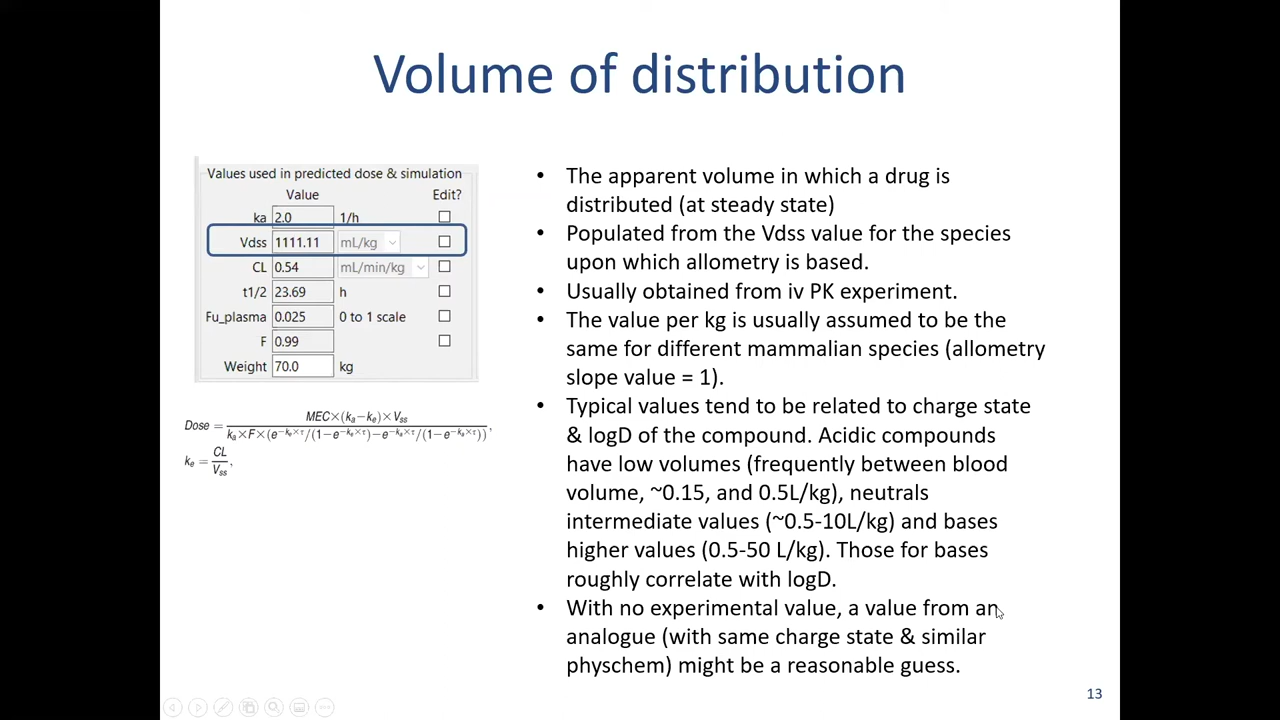 Volume of distribution
Values used in predicted dose & simulation
Value Edit?
ka 2.0 1/h
Vdss 1111.11 mL/kg
CL 0.54 mL/min/kg
t1/2 23.69 h
Fu_plasma 0.025 0 to 1 scale
F 0.99
Weight 70.0 kg
Dose = MEC×(kₐ−kₑ)×Vₛₛ / kₐ×F×(e^−kₑ×τ/(1−e^−kₑ×τ)−e^−kₐ×τ/(1−e^−kₐ×τ)),
kₑ = CL / Vₛₛ,
• The apparent volume in which a drug is
distributed (at steady state)
• Populated from the Vdss value for the species
upon which allometry is based.
• Usually obtained from iv PK experiment.
• The value per kg is usually assumed to be the
same for different mammalian species (allometry
slope value = 1).
• Typical values tend to be related to charge state
& logD of the compound. Acidic compounds
have low volumes (frequently between blood
volume, ~0.15, and 0.5L/kg), neutrals
intermediate values (~0.5-10L/kg) and bases
higher values (0.5-50 L/kg). Those for bases
roughly correlate with logD.
• With no experimental value, a value from an
analogue (with same charge state & similar
physchem) might be a reasonable guess.
13